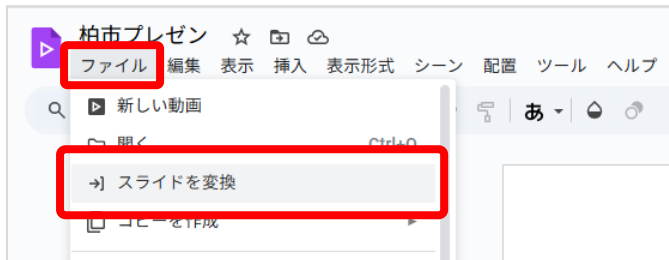 柏市プレゼン
ファイル 編集 表示 挿入 表示形式 シーン 配置 ツール ヘルプ
新しい動画
あ
開く Ctrl+O
スライドを変換
コピーを作成